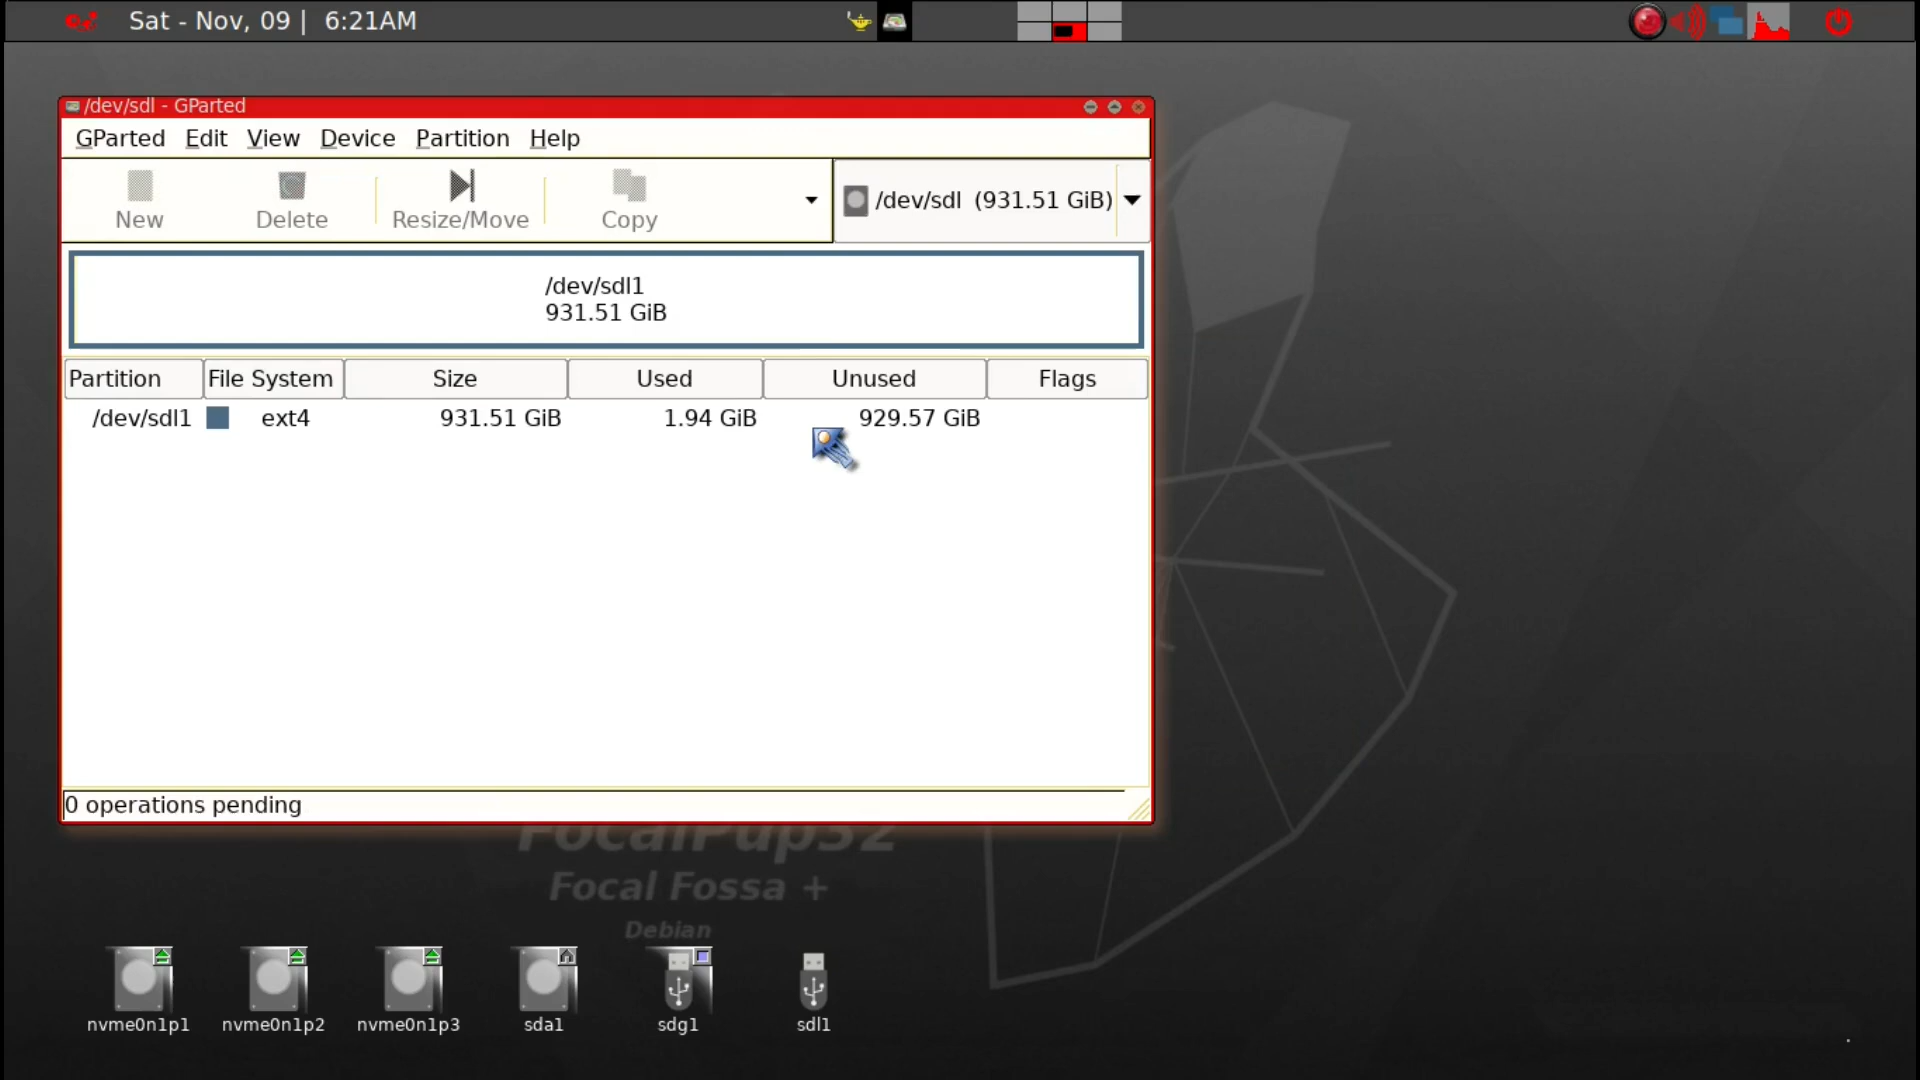 Sat - Nov, 09 | 6:21AM
/dev/sdl - GParted
GParted Edit View Device Partition Help
New Delete Resize/Move Copy /dev/sdl (931.51 GiB)
/dev/sdl1
931.51 GiB
Partition File System Size Used Unused Flags
/dev/sdl1 ext4 931.51 GiB 1.94 GiB 929.57 GiB
0 operations pending
FocalPup32
Focal Fossa +
Debian
nvme0n1p1 nvme0n1p2 nvme0n1p3 sda1 sdg1 sdl1